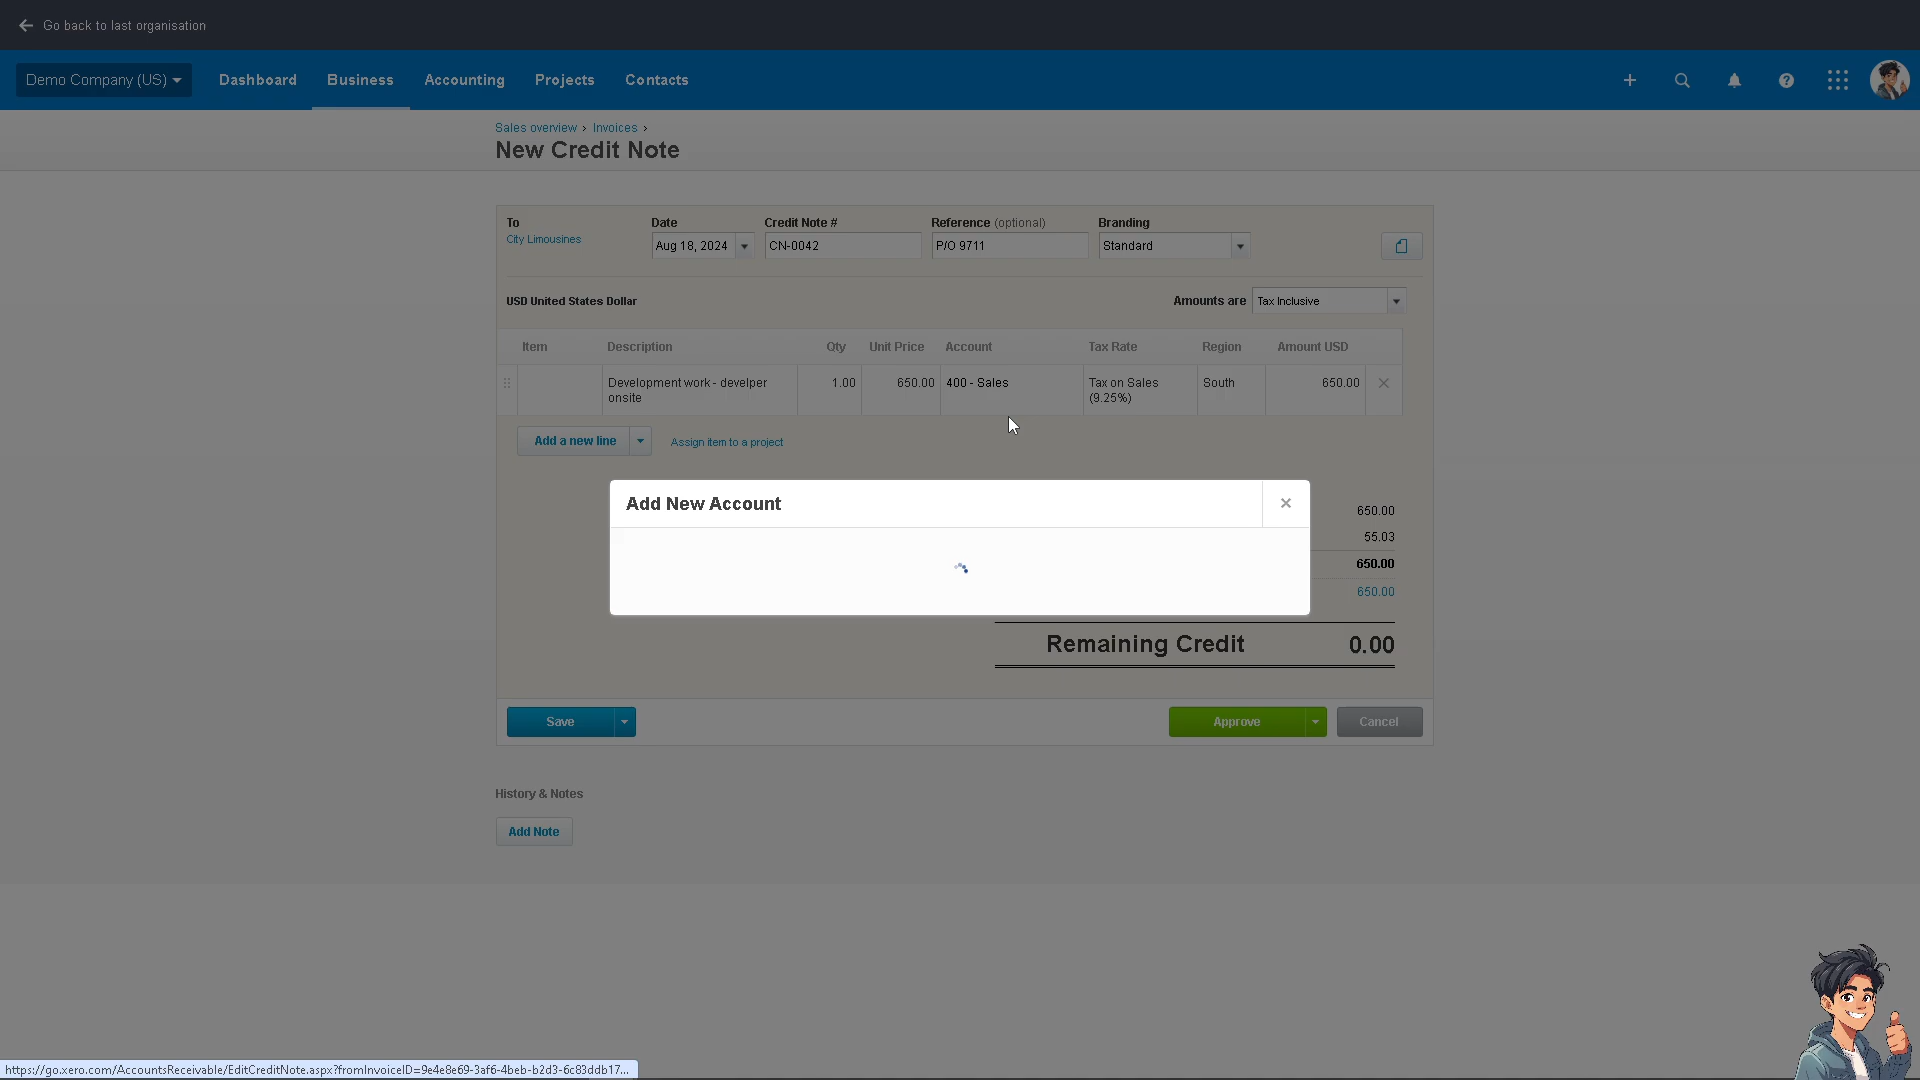 Go back to last organisation
Demo Company (US) Dashboard Business Accounting Projects Contacts
Sales overview › Invoices ›
New Credit Note
To Date Credit Note # Reference (optional) Branding
City Limousines Aug 18, 2024 CN-0042 P/O 9711 Standard
USD United States Dollar Amounts are Tax Inclusive
Item Description Qty Unit Price Account Tax Rate Region Amount USD
Development work - develper 1.00 650.00 400 - Sales Tax on Sales South 650.00
onsite (9.25%)
Add a new line Assign item to a project
Add New Account
650.00
55.03
650.00
650.00
Remaining Credit 0.00
Save Approve Cancel
History & Notes
Add Note
https://go.xero.com/AccountsReceivable/EditCreditNote.aspx?fromInvoiceID=9e4e8e69-3af6-4beb-b2d3-6c83ddb17...